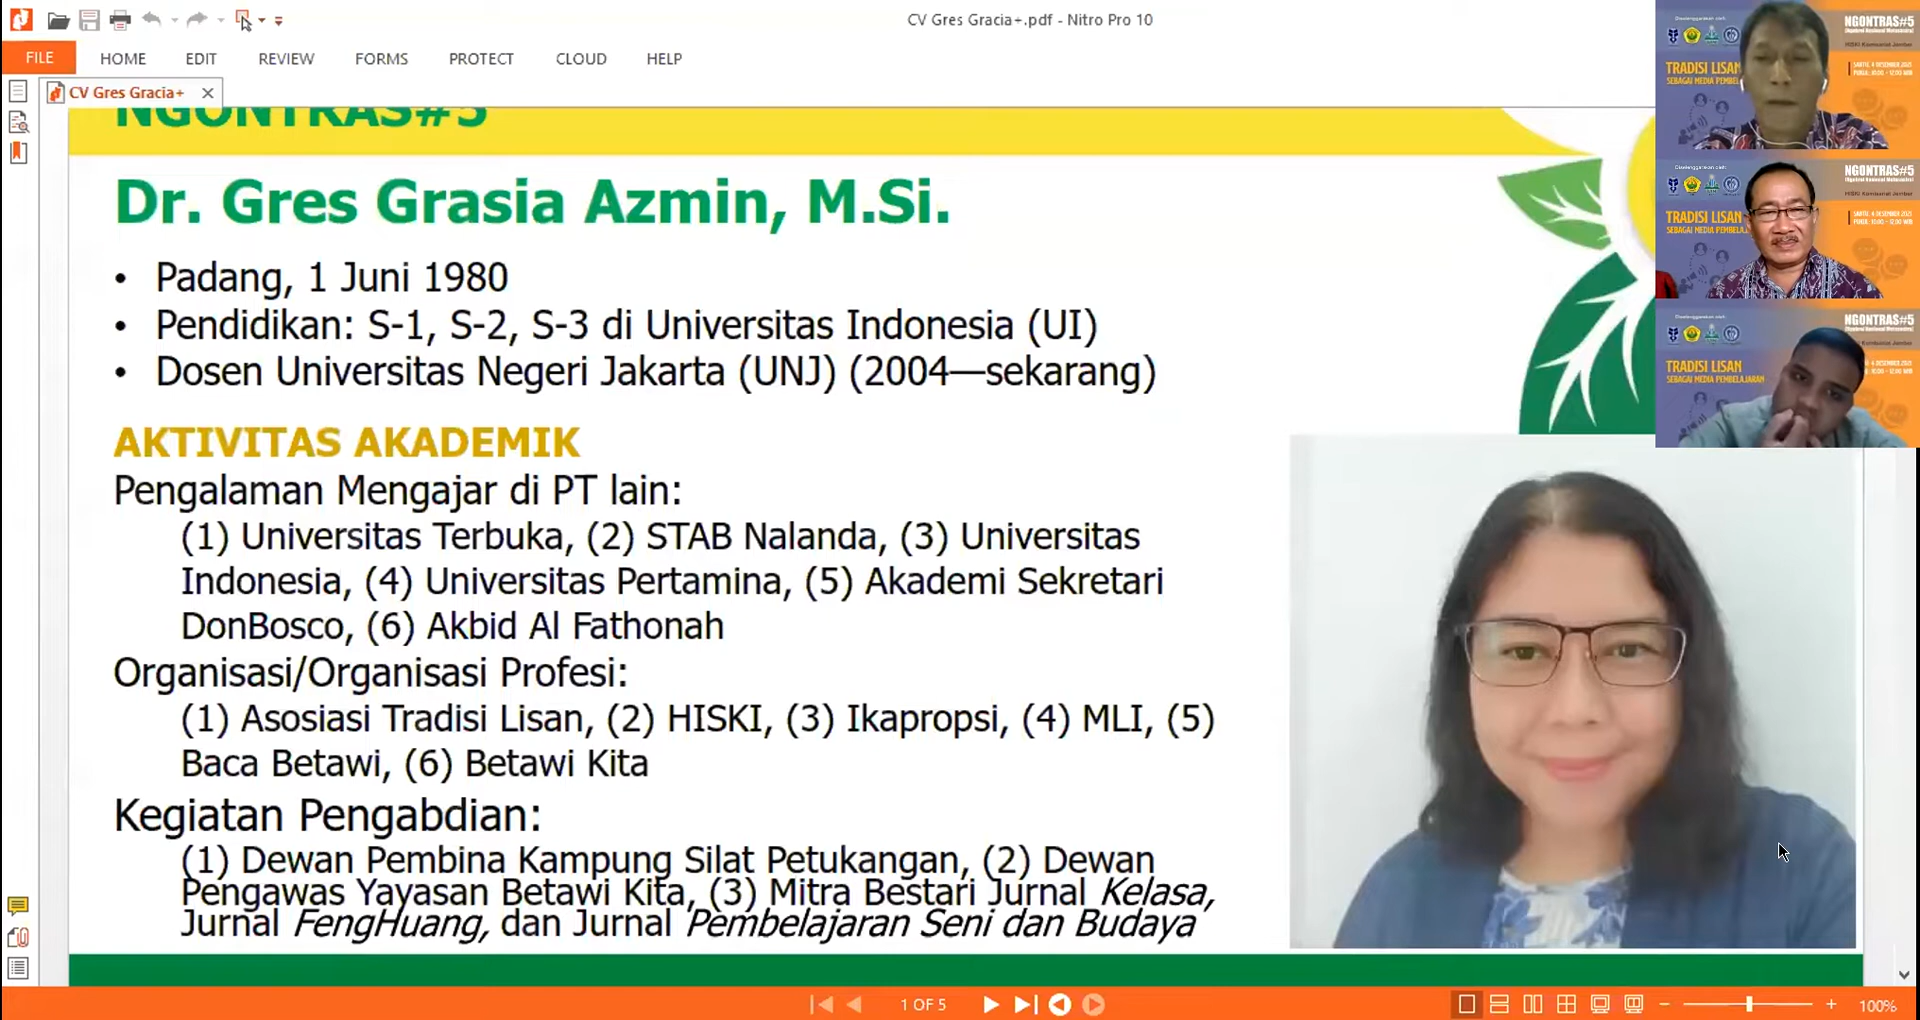 CV Gres Gracia+.pdf - Nitro Pro 10
FILE HOME EDIT REVIEW FORMS PROTECT CLOUD HELP
CV Gres Gracia+
NGONTRAS#5
Dr. Gres Grasia Azmin, M.Si.
• Padang, 1 Juni 1980
• Pendidikan: S-1, S-2, S-3 di Universitas Indonesia (UI)
• Dosen Universitas Negeri Jakarta (UNJ) (2004—sekarang)
AKTIVITAS AKADEMIK
Pengalaman Mengajar di PT lain:
(1) Universitas Terbuka, (2) STAB Nalanda, (3) Universitas
Indonesia, (4) Universitas Pertamina, (5) Akademi Sekretari
DonBosco, (6) Akbid Al Fathonah
Organisasi/Organisasi Profesi:
(1) Asosiasi Tradisi Lisan, (2) HISKI, (3) Ikapropsi, (4) MLI, (5)
Baca Betawi, (6) Betawi Kita
Kegiatan Pengabdian:
(1) Dewan Pembina Kampung Silat Petukangan, (2) Dewan
Pengawas Yayasan Betawi Kita, (3) Mitra Bestari Jurnal Kelasa,
Jurnal FengHuang, dan Jurnal Pembelajaran Seni dan Budaya
1 OF 5
100%
NGONTRAS#5
TRADISI LISAN
NGONTRAS#5
TRADISI LISAN
NGONTRAS#5
TRADISI LISAN
SEBAGAI MEDIA PEMBELAJARAN